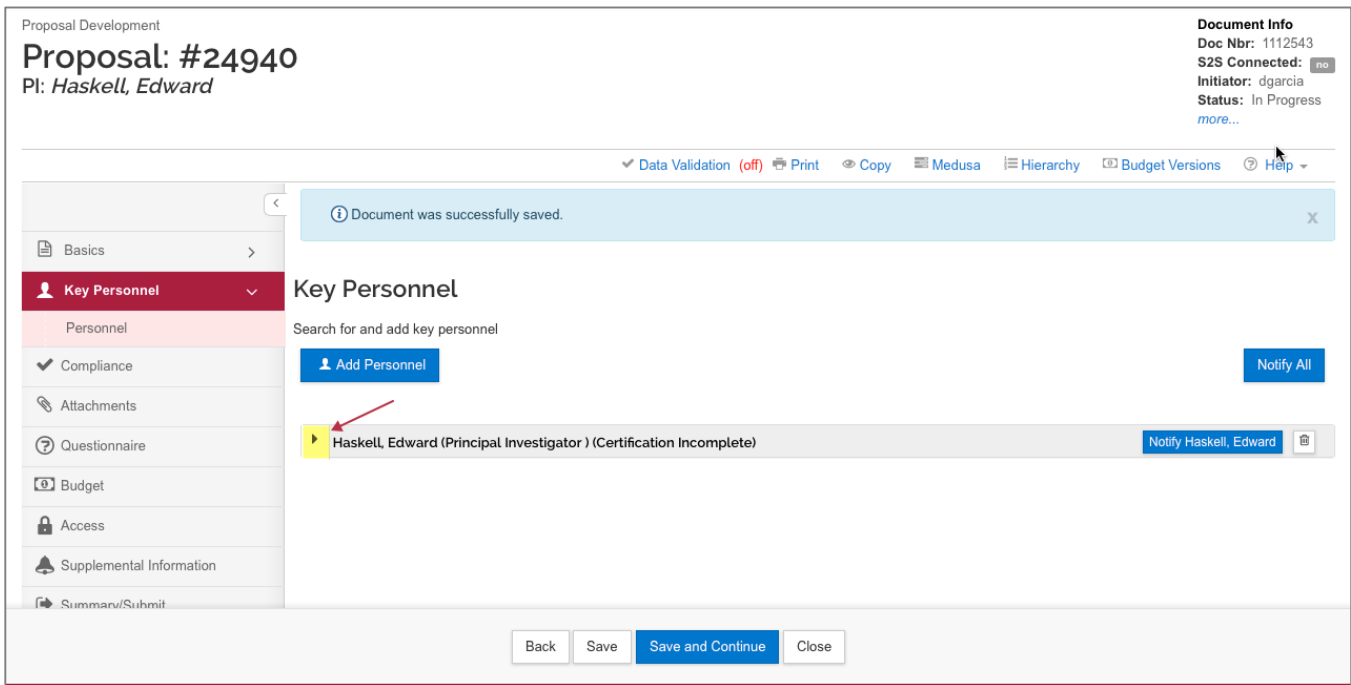 Proposal Development
Proposal: #24940
PI: Haskell, Edward
Document Info
Doc Nbr: 1112543
S2S Connected: no
Initiator: dgarcia
Status: In Progress
more...
Data Validation (off) Print Copy Medusa Hierarchy Budget Versions Help
Document was successfully saved. x
Basics
Key Personnel
Personnel
Compliance
Attachments
Questionnaire
Budget
Access
Supplemental Information
Summary/Submit
Key Personnel
Search for and add key personnel
Add Personnel Notify All
Haskell, Edward (Principal Investigator ) (Certification Incomplete) Notify Haskell, Edward
Back Save Save and Continue Close